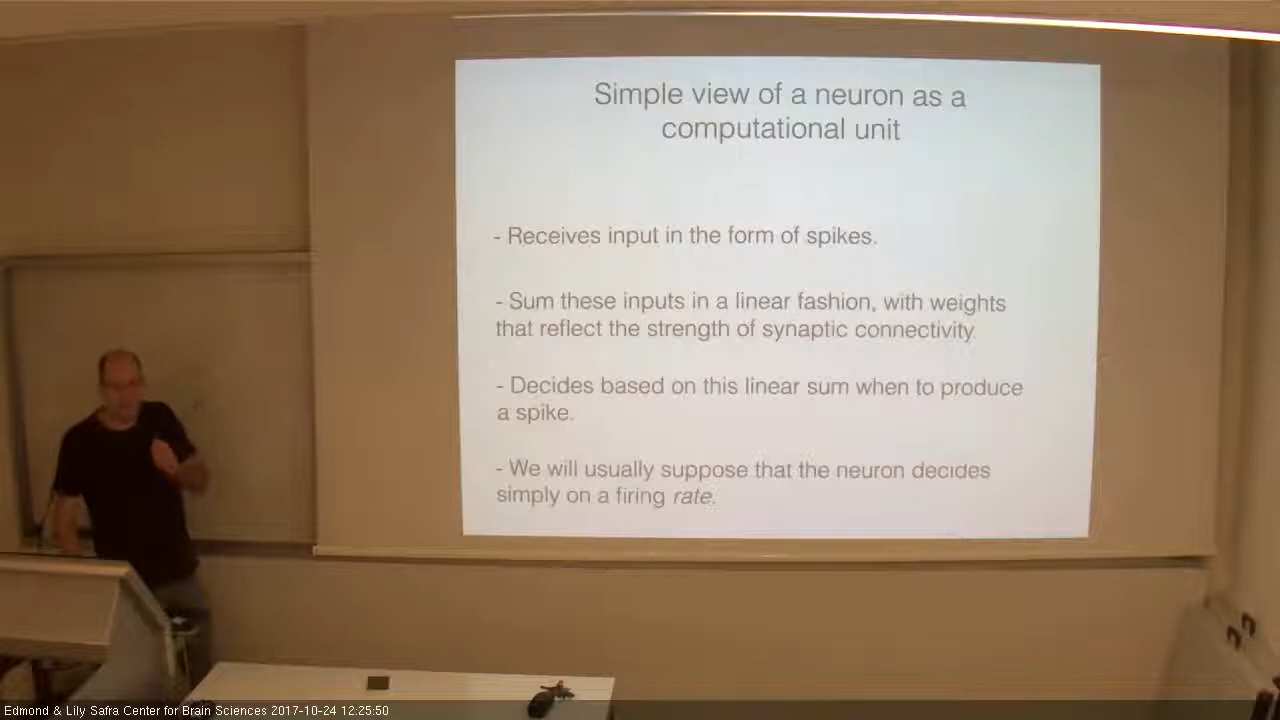 Simple view of a neuron as a
computational unit
- Receives input in the form of spikes.
- Sum these inputs in a linear fashion, with weights
that reflect the strength of synaptic connectivity.
- Decides based on this linear sum when to produce
a spike.
- We will usually suppose that the neuron decides
simply on a firing rate.
Edmond & Lily Safra Center for Brain Sciences 2017-10-24 12:25:50